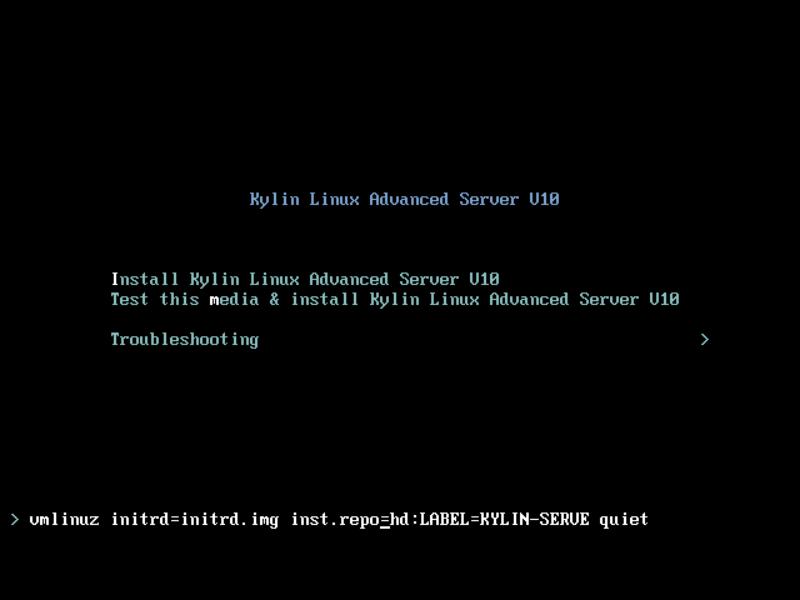 Kylin Linux Advanced Server V10
Install Kylin Linux Advanced Server V10
Test this media & install Kylin Linux Advanced Server V10
Troubleshooting >
> vmlinuz initrd=initrd.img inst.repo=hd:LABEL=KYLIN-SERVE quiet